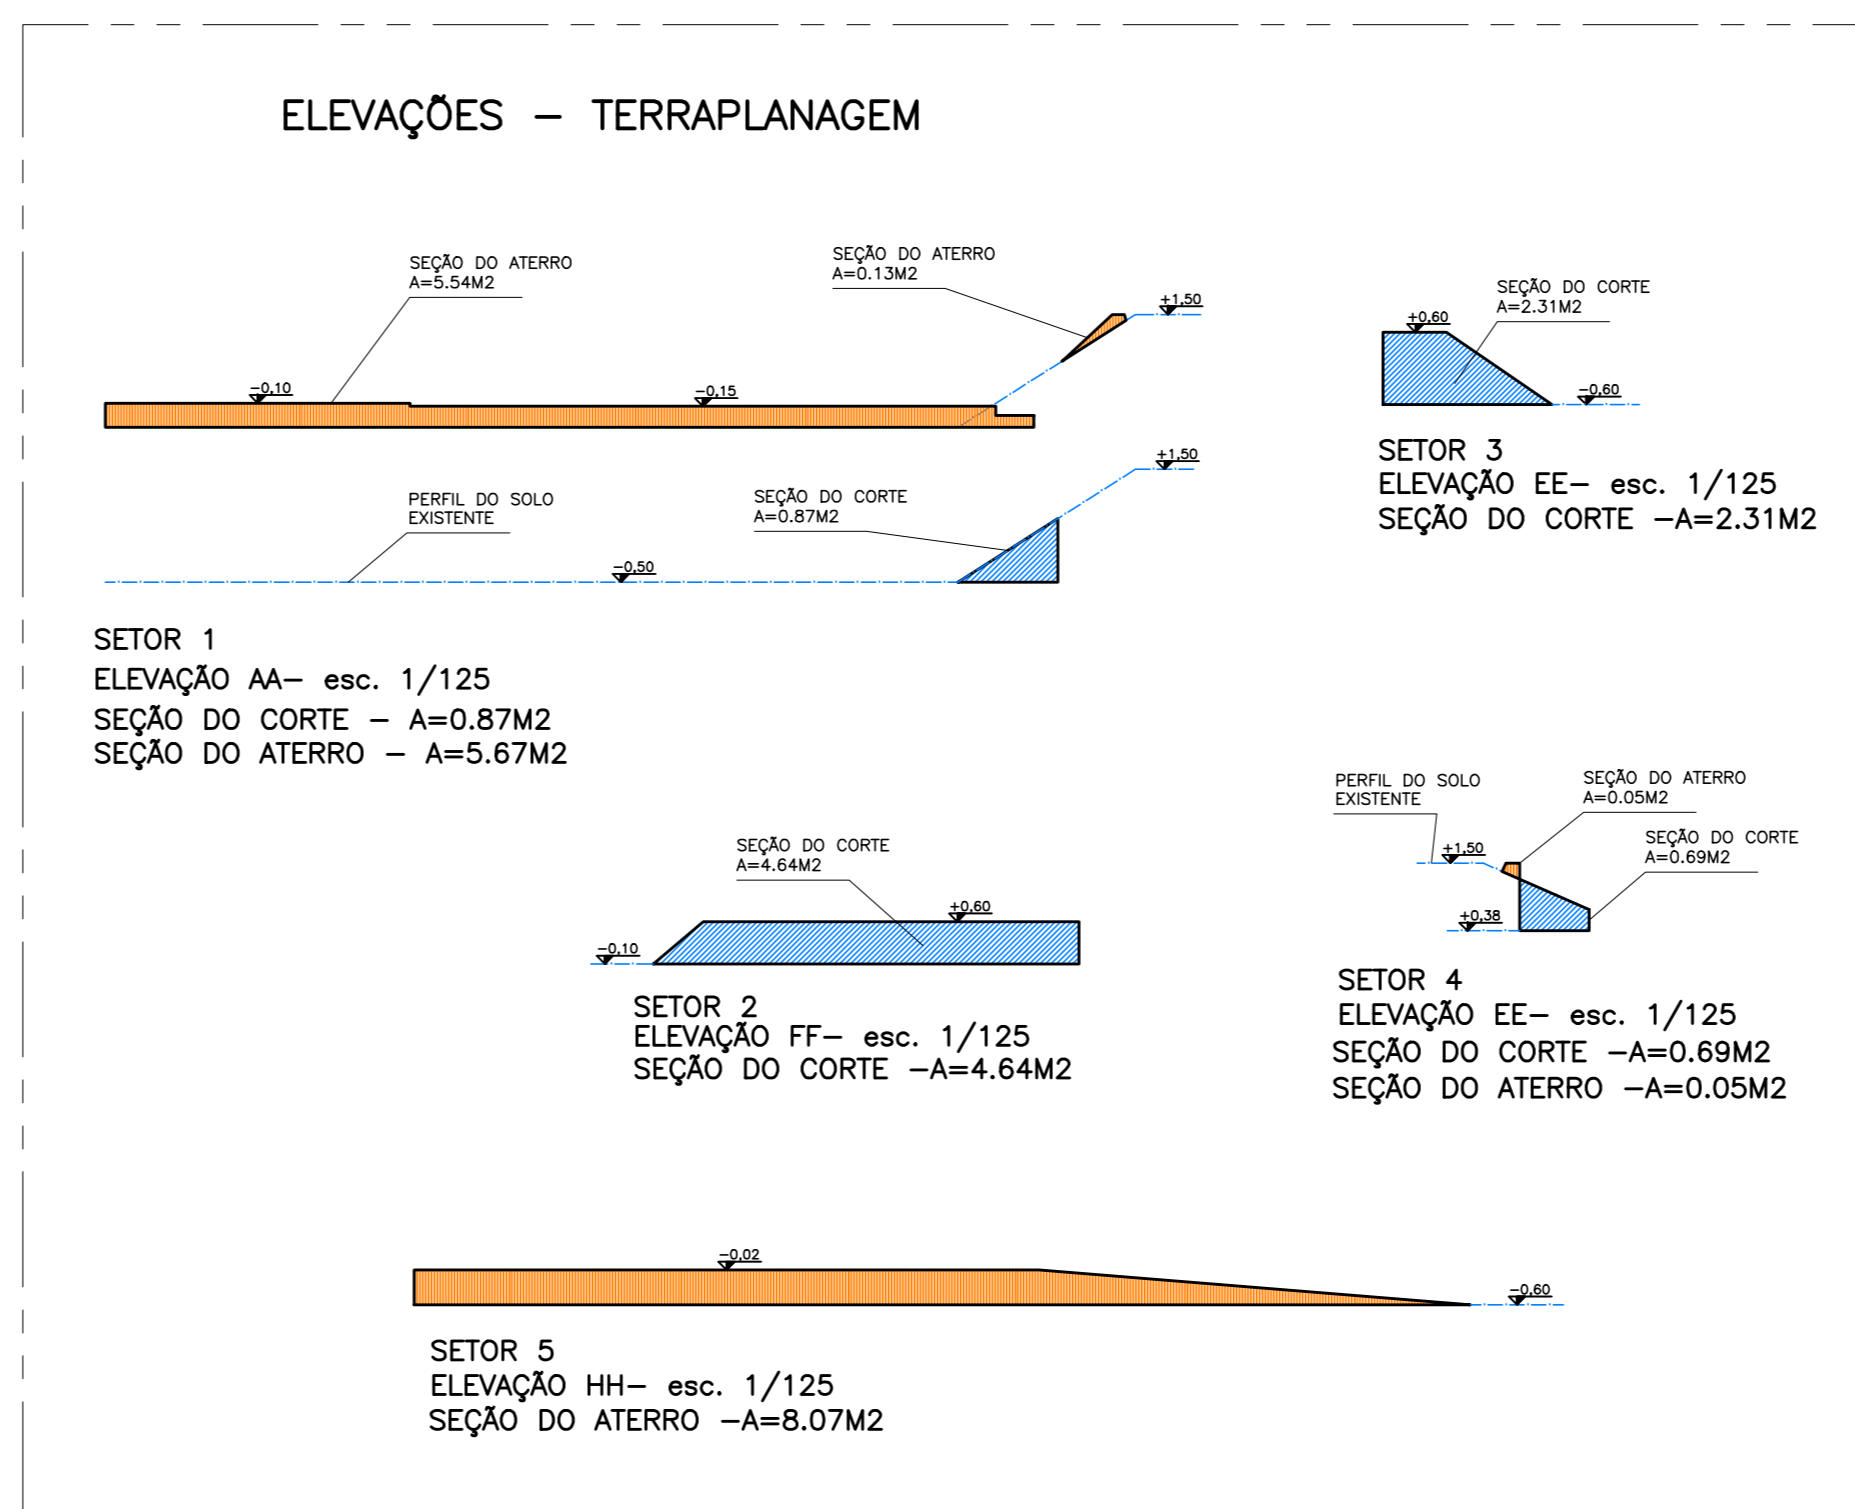 ELEVAÇÕES – TERRAPLANAGEM
SEÇÃO DO ATERRO
A=5.54M2
SEÇÃO DO ATERRO
A=0.13M2
+1,50
-0,10
-0,15
SEÇÃO DO CORTE
A=2.31M2
+0,60
-0,60
SETOR 3
ELEVAÇÃO EE– esc. 1/125
SEÇÃO DO CORTE –A=2.31M2
PERFIL DO SOLO
EXISTENTE
SEÇÃO DO CORTE
A=0.87M2
+1,50
-0,50
SETOR 1
ELEVAÇÃO AA– esc. 1/125
SEÇÃO DO CORTE – A=0.87M2
SEÇÃO DO ATERRO – A=5.67M2
SEÇÃO DO CORTE
A=4.64M2
+0,60
-0,10
SETOR 2
ELEVAÇÃO FF– esc. 1/125
SEÇÃO DO CORTE –A=4.64M2
PERFIL DO SOLO
EXISTENTE
SEÇÃO DO ATERRO
A=0.05M2
SEÇÃO DO CORTE
A=0.69M2
+1,50
+0,38
SETOR 4
ELEVAÇÃO EE– esc. 1/125
SEÇÃO DO CORTE –A=0.69M2
SEÇÃO DO ATERRO –A=0.05M2
-0,02
-0,60
SETOR 5
ELEVAÇÃO HH– esc. 1/125
SEÇÃO DO ATERRO –A=8.07M2